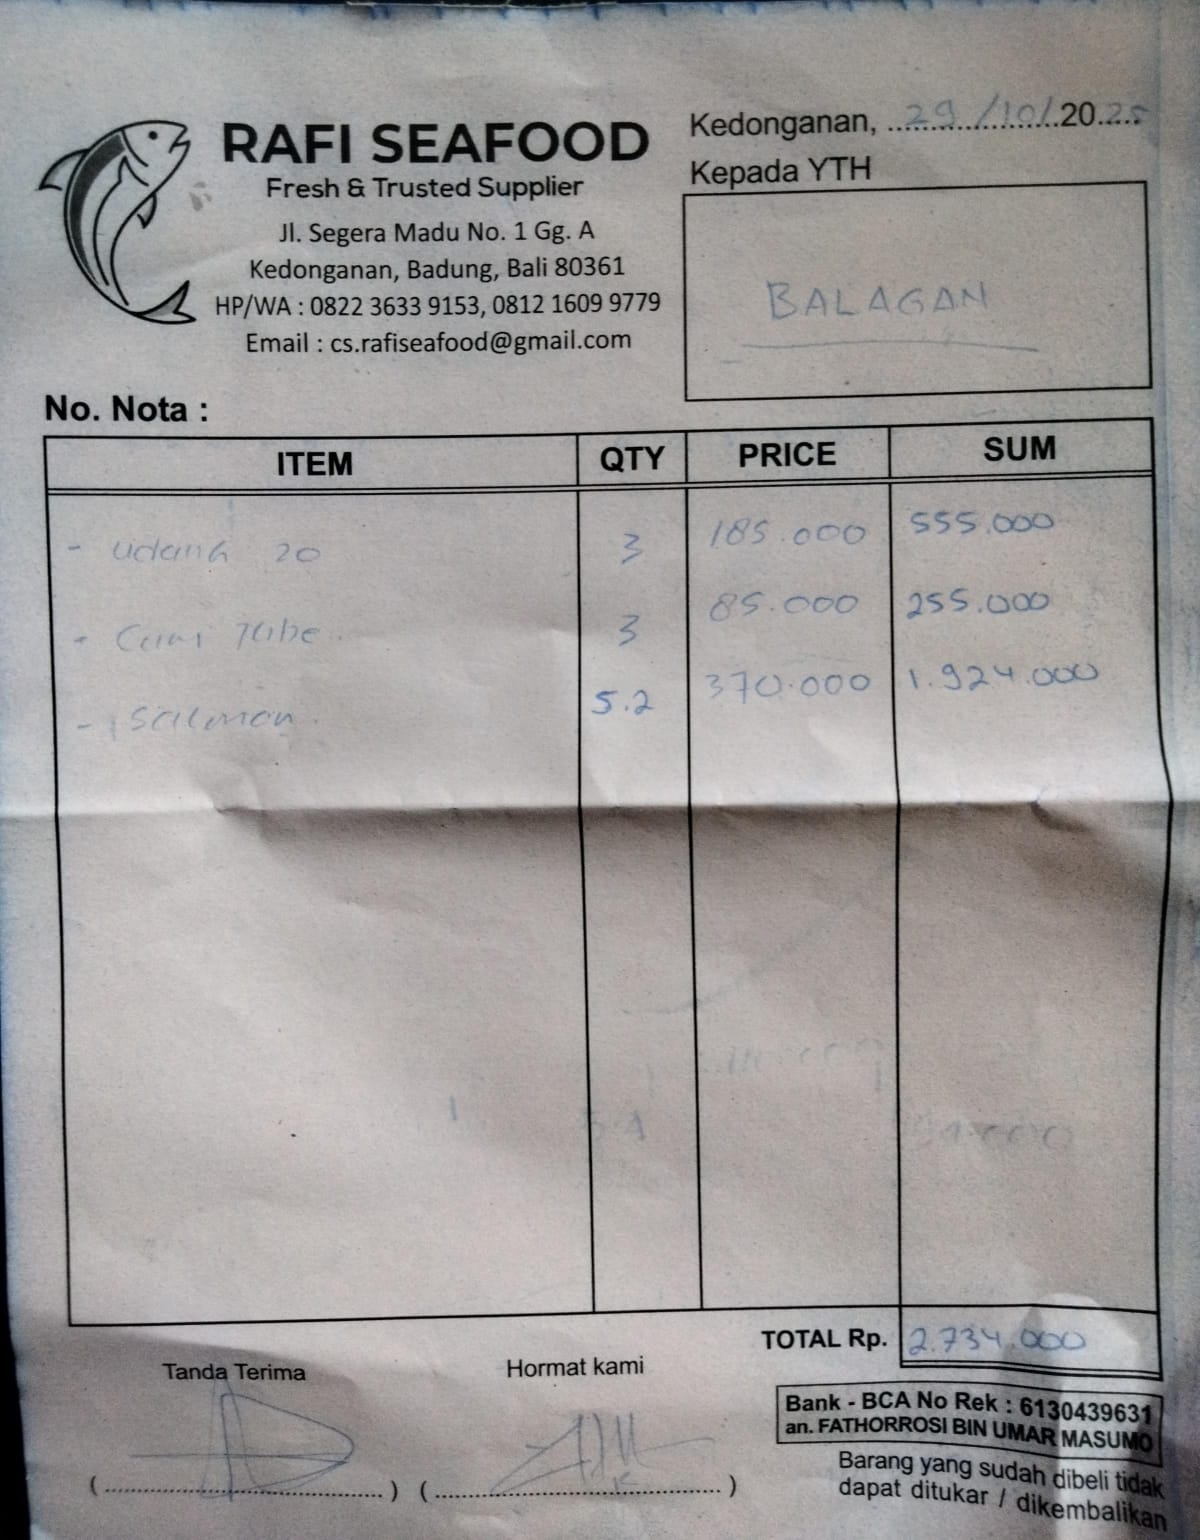 RAFI SEAFOOD
Fresh & Trusted Supplier
Jl. Segera Madu No. 1 Gg. A
Kedonganan, Badung, Bali 80361
HP/WA : 0822 3633 9153, 0812 1609 9779
Email : cs.rafiseafood@gmail.com
Kedonganan, 29/10/.2025
Kepada YTH
BALAGAN
No. Nota :
ITEM QTY PRICE SUM
- udang 20 3 185.000 555.000
- Cumi Tube. 3 85.000 255.000
- salmon. 5.2 370.000 1.924.000
TOTAL Rp. 2.734.000
Tanda Terima Hormat kami
Bank - BCA No Rek : 6130439631
an. FATHORROSI BIN UMAR MASUMO
Barang yang sudah dibeli tidak
dapat ditukar / dikembalikan